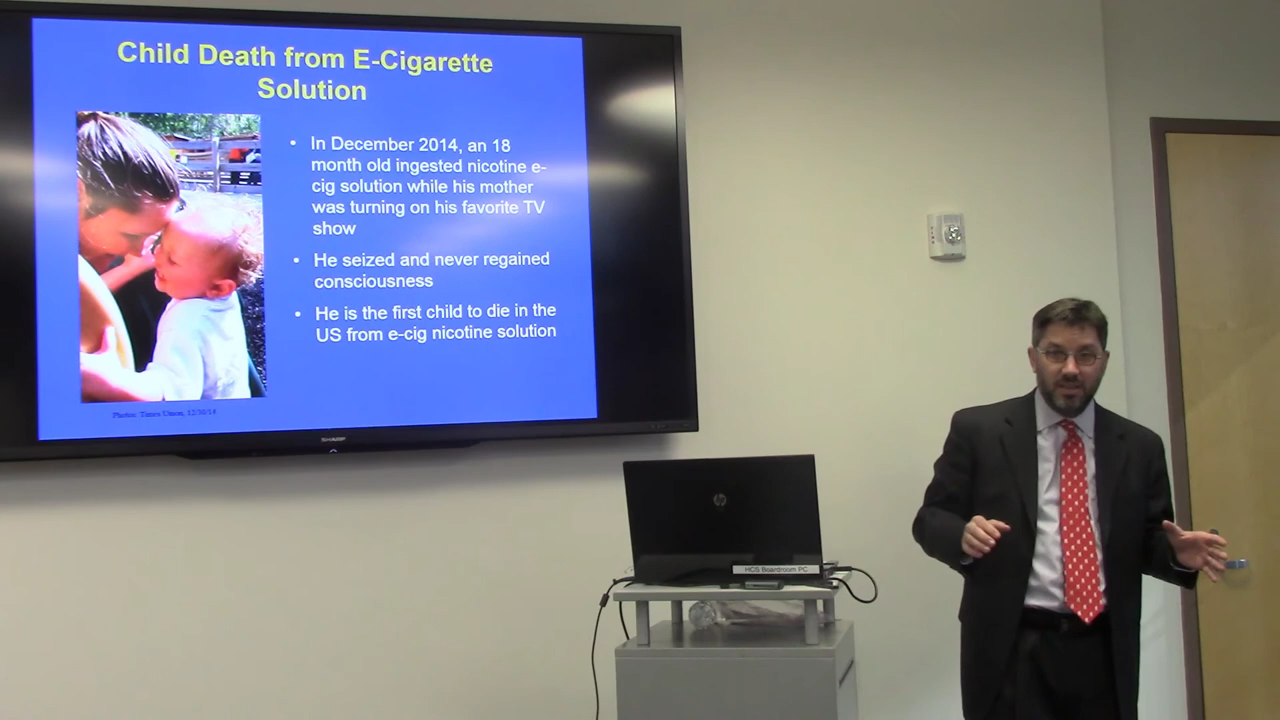 Child Death from E-Cigarette
Solution
• In December 2014, an 18
month old ingested nicotine e-
cig solution while his mother
was turning on his favorite TV
show
• He seized and never regained
consciousness
• He is the first child to die in the
US from e-cig nicotine solution
Photos: Times Union, 12/30/14
SHARP
hp
HCS Boardroom PC